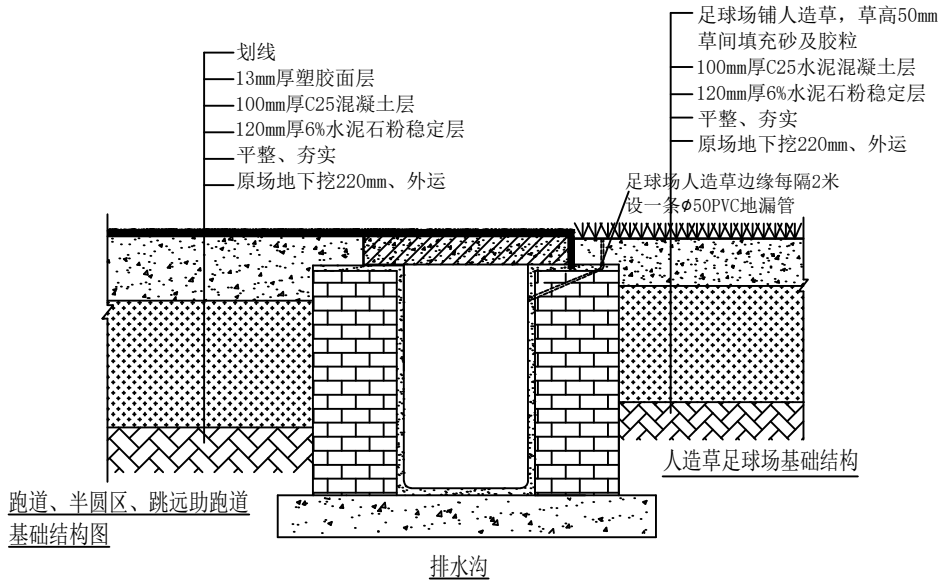 划线
13mm厚塑胶面层
100mm厚C25混凝土层
120mm厚6%水泥石粉稳定层
平整、夯实
原场地下挖220mm、外运
足球场铺人造草，草高50mm
草间填充砂及胶粒
100mm厚C25水泥混凝土层
120mm厚6%水泥石粉稳定层
平整、夯实
原场地下挖220mm、外运
足球场人造草边缘每隔2米
设一条ϕ50PVC地漏管
跑道、半圆区、跳远助跑道
基础结构图
人造草足球场基础结构
排水沟